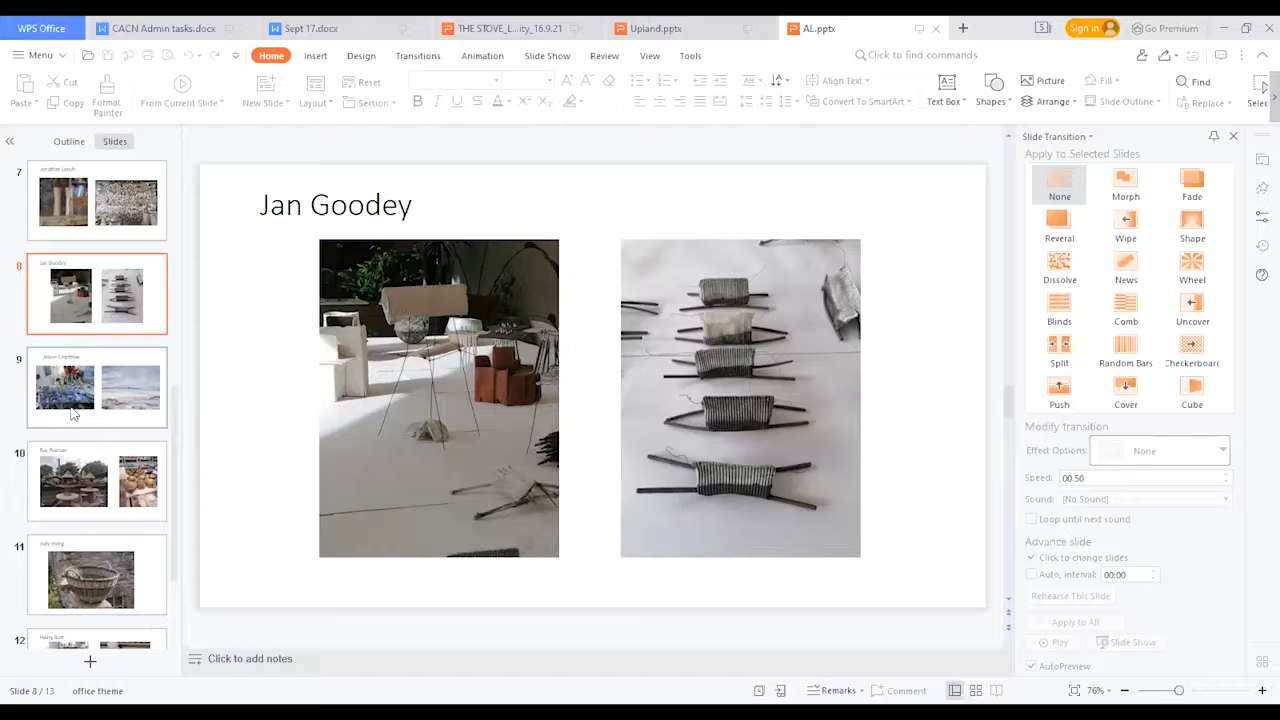 WPS Office
CACN Admin tasks.docx
Sept 17.docx
THE STOVE_L...ity_16.9.21
Upland.pptx
AL.pptx
Sign in
Go Premium
Menu
Home
Insert
Design
Transitions
Animation
Slide Show
Review
View
Tools
Click to find commands
Cut
Copy
Format
Painter
From Current Slide
New Slide
Layout
Reset
Align Text
Convert To SmartArt
Text Box
Shapes
Picture
Arrange
Fill
Slide Outline
Find
Replace
Outline
Slides
7
8
Jan Goodey
9
10
11
12
Jan Goodey
Slide Transition
Apply to Selected Slides
None
Morph
Fade
Reveral
Wipe
Shape
Dissolve
News
Wheel
Blinds
Comb
Uncover
Split
Random Bars
Checkerboard
Push
Cover
Cube
Modify transition
Effect Options:
None
Speed:
00.50
Sound:
[No Sound]
Loop until next sound
Advance slide
Click to change slides
Auto, interval:
00:00
Rehearse This Slide
Apply to All
Play
Slide Show
AutoPreview
Click to add notes
Slide 8 / 13
office theme
Remarks
Comment
76%